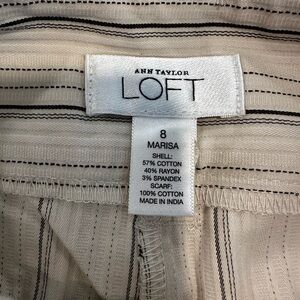 ANN TAYLOR
LOFT
8
MARISA
SHELL:
57% COTTON
40% RAYON
3% SPANDEX
SCARF:
100% COTTON
MADE IN INDIA